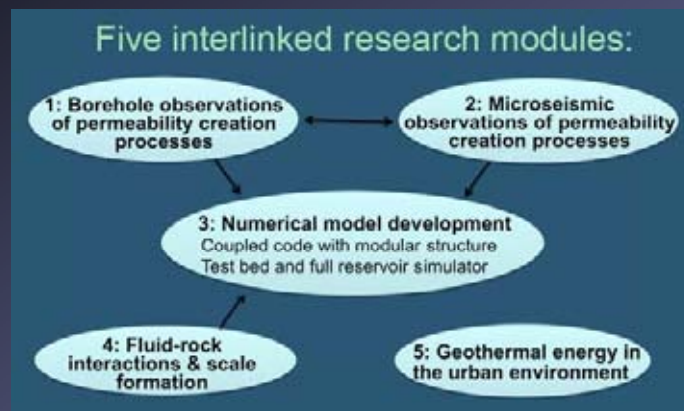 Five interlinked research modules:
1: Borehole observations
of permeability creation
processes
2: Microseismic
observations of permeability
creation processes
3: Numerical model development
Coupled code with modular structure
Test bed and full reservoir simulator
4: Fluid-rock
interactions & scale
formation
5: Geothermal energy in
the urban environment